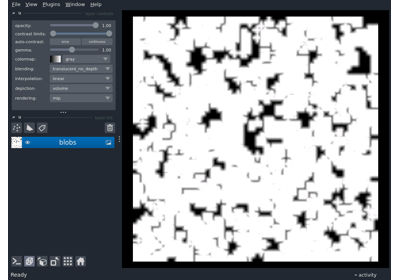 File View Plugins Window Help
opacity: 1.00
contrast limits:
auto-contrast: once continuous
gamma: 1.00
colormap: gray
blending: translucent_no_depth
interpolation: linear
depiction: volume
rendering: mip
blobs
Ready activity